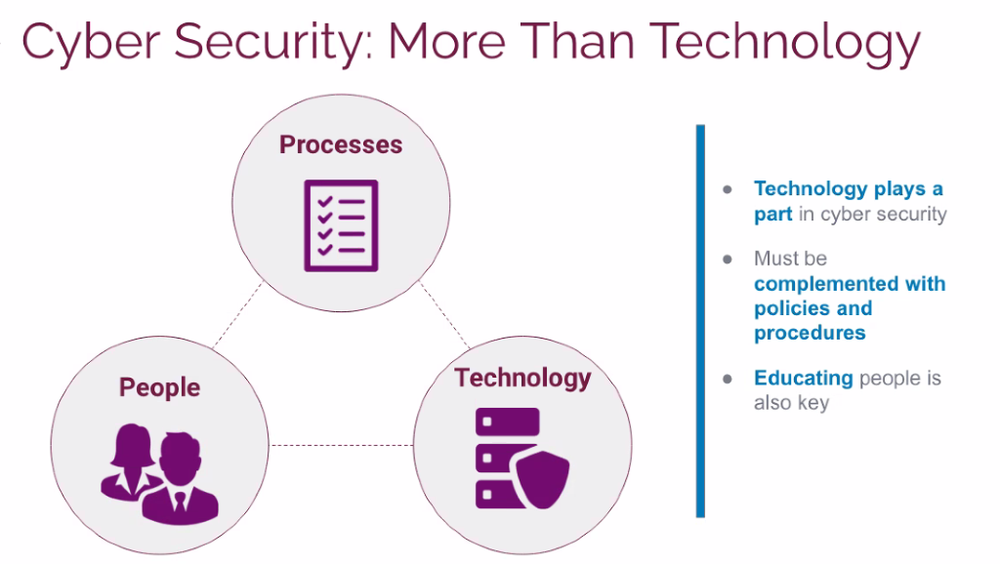 Cyber Security: More Than Technology
Processes
People
Technology
● Technology plays a
part in cyber security
● Must be
complemented with
policies and
procedures
● Educating people is
also key